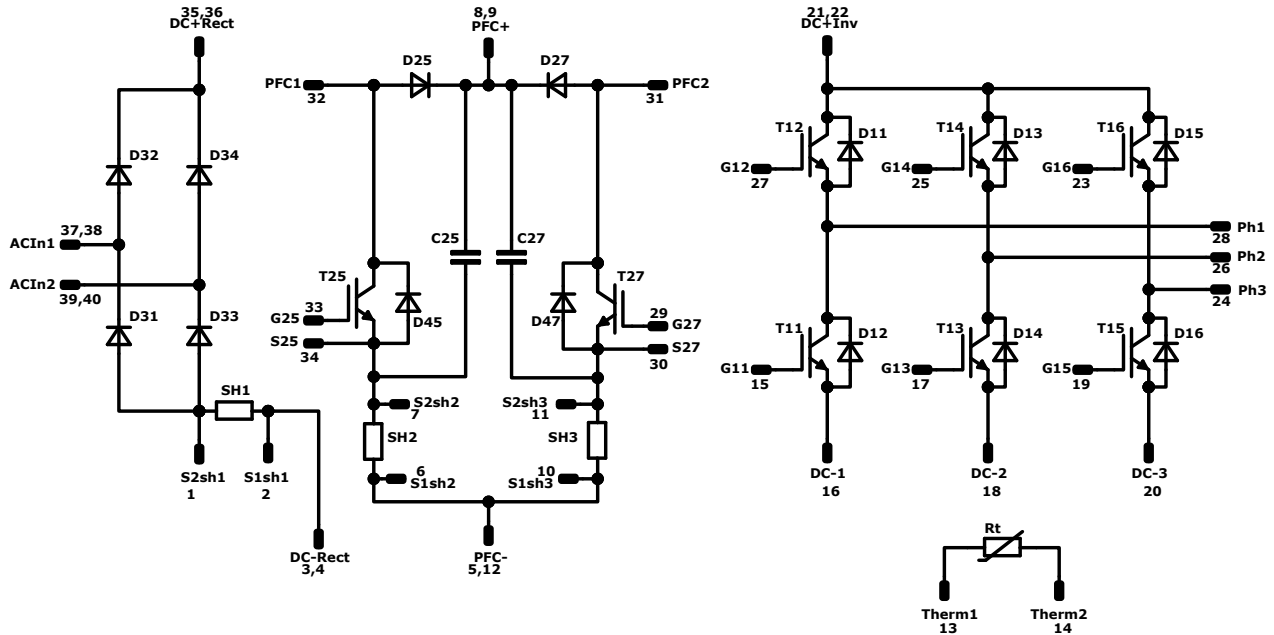 35,36
DC+Rect
8,9
PFC+
21,22
DC+Inv
D25
D27
PFC1
32
PFC2
31
D32
D34
T12
D11
T14
D13
T16
D15
G12
27
G14
25
G16
23
37,38
ACIn1
ACIn2
39,40
C25
C27
Ph1
28
Ph2
26
Ph3
24
T25
T27
D31
D33
33
G25
D45
D47
29
G27
S25
34
S27
30
T11
D12
T13
D14
T15
D16
G11
15
G13
17
G15
19
SH1
S2sh2
7
S2sh3
11
SH2
SH3
S2sh1
1
S1sh1
2
6
S1sh2
10
S1sh3
DC-1
16
DC-2
18
DC-3
20
DC-Rect
3,4
PFC-
5,12
Rt
Therm1
13
Therm2
14